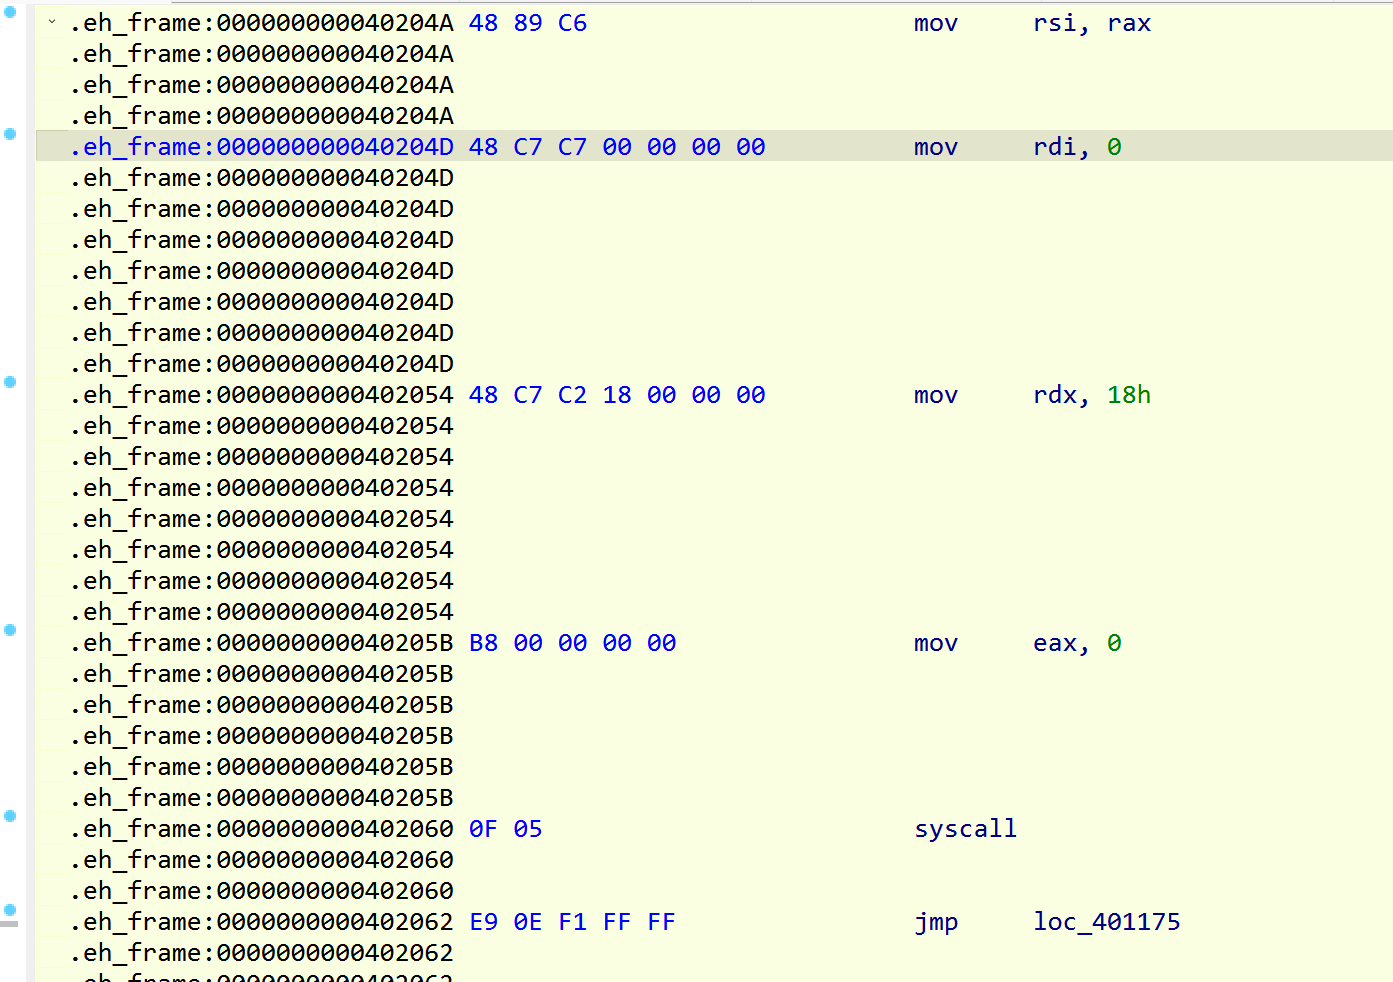 .eh_frame:000000000040204A 48 89 C6 mov rsi, rax
.eh_frame:000000000040204A
.eh_frame:000000000040204A
.eh_frame:000000000040204A
.eh_frame:000000000040204D 48 C7 C7 00 00 00 00 mov rdi, 0
.eh_frame:000000000040204D
.eh_frame:000000000040204D
.eh_frame:000000000040204D
.eh_frame:000000000040204D
.eh_frame:000000000040204D
.eh_frame:000000000040204D
.eh_frame:000000000040204D
.eh_frame:0000000000402054 48 C7 C2 18 00 00 00 mov rdx, 18h
.eh_frame:0000000000402054
.eh_frame:0000000000402054
.eh_frame:0000000000402054
.eh_frame:0000000000402054
.eh_frame:0000000000402054
.eh_frame:0000000000402054
.eh_frame:0000000000402054
.eh_frame:000000000040205B B8 00 00 00 00 mov eax, 0
.eh_frame:000000000040205B
.eh_frame:000000000040205B
.eh_frame:000000000040205B
.eh_frame:000000000040205B
.eh_frame:000000000040205B
.eh_frame:0000000000402060 0F 05 syscall
.eh_frame:0000000000402060
.eh_frame:0000000000402060
.eh_frame:0000000000402062 E9 0E F1 FF FF jmp loc_401175
.eh_frame:0000000000402062
.eh_frame:0000000000402062